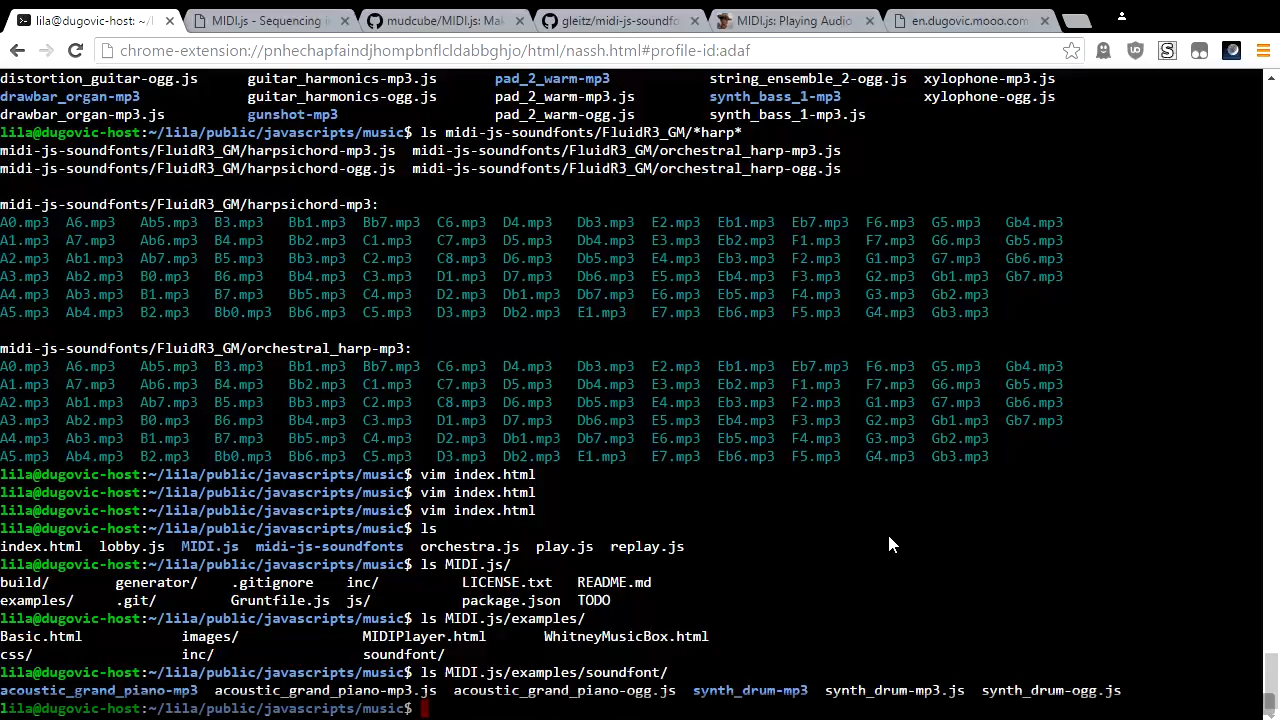 lila@dugovic-host: ~/l
MIDI.js - Sequencing in
mudcube/MIDI.js: Mak
gleitz/midi-js-soundfo
MIDI.js: Playing Audio
en.dugovic.mooo.com
chrome-extension://pnhechapfaindjhompbnflcldabbghjo/html/nassh.html#profile-id:adaf
distortion_guitar-ogg.js guitar_harmonics-mp3.js pad_2_warm-mp3 string_ensemble_2-ogg.js xylophone-mp3.js
drawbar_organ-mp3 guitar_harmonics-ogg.js pad_2_warm-mp3.js synth_bass_1-mp3 xylophone-ogg.js
drawbar_organ-mp3.js gunshot-mp3 pad_2_warm-ogg.js synth_bass_1-mp3.js
lila@dugovic-host:~/lila/public/javascripts/music$ ls midi-js-soundfonts/FluidR3_GM/*harp*
midi-js-soundfonts/FluidR3_GM/harpsichord-mp3.js midi-js-soundfonts/FluidR3_GM/orchestral_harp-mp3.js
midi-js-soundfonts/FluidR3_GM/harpsichord-ogg.js midi-js-soundfonts/FluidR3_GM/orchestral_harp-ogg.js
midi-js-soundfonts/FluidR3_GM/harpsichord-mp3:
A0.mp3 A6.mp3 Ab5.mp3 B3.mp3 Bb1.mp3 Bb7.mp3 C6.mp3 D4.mp3 Db3.mp3 E2.mp3 Eb1.mp3 Eb7.mp3 F6.mp3 G5.mp3 Gb4.mp3
A1.mp3 A7.mp3 Ab6.mp3 B4.mp3 Bb2.mp3 C1.mp3 C7.mp3 D5.mp3 Db4.mp3 E3.mp3 Eb2.mp3 F1.mp3 F7.mp3 G6.mp3 Gb5.mp3
A2.mp3 Ab1.mp3 Ab7.mp3 B5.mp3 Bb3.mp3 C2.mp3 C8.mp3 D6.mp3 Db5.mp3 E4.mp3 Eb3.mp3 F2.mp3 G1.mp3 G7.mp3 Gb6.mp3
A3.mp3 Ab2.mp3 B0.mp3 B6.mp3 Bb4.mp3 C3.mp3 D1.mp3 D7.mp3 Db6.mp3 E5.mp3 Eb4.mp3 F3.mp3 G2.mp3 Gb1.mp3 Gb7.mp3
A4.mp3 Ab3.mp3 B1.mp3 B7.mp3 Bb5.mp3 C4.mp3 D2.mp3 Db1.mp3 Db7.mp3 E6.mp3 Eb5.mp3 F4.mp3 G3.mp3 Gb2.mp3
A5.mp3 Ab4.mp3 B2.mp3 Bb0.mp3 Bb6.mp3 C5.mp3 D3.mp3 Db2.mp3 E1.mp3 E7.mp3 Eb6.mp3 F5.mp3 G4.mp3 Gb3.mp3
midi-js-soundfonts/FluidR3_GM/orchestral_harp-mp3:
A0.mp3 A6.mp3 Ab5.mp3 B3.mp3 Bb1.mp3 Bb7.mp3 C6.mp3 D4.mp3 Db3.mp3 E2.mp3 Eb1.mp3 Eb7.mp3 F6.mp3 G5.mp3 Gb4.mp3
A1.mp3 A7.mp3 Ab6.mp3 B4.mp3 Bb2.mp3 C1.mp3 C7.mp3 D5.mp3 Db4.mp3 E3.mp3 Eb2.mp3 F1.mp3 F7.mp3 G6.mp3 Gb5.mp3
A2.mp3 Ab1.mp3 Ab7.mp3 B5.mp3 Bb3.mp3 C2.mp3 C8.mp3 D6.mp3 Db5.mp3 E4.mp3 Eb3.mp3 F2.mp3 G1.mp3 G7.mp3 Gb6.mp3
A3.mp3 Ab2.mp3 B0.mp3 B6.mp3 Bb4.mp3 C3.mp3 D1.mp3 D7.mp3 Db6.mp3 E5.mp3 Eb4.mp3 F3.mp3 G2.mp3 Gb1.mp3 Gb7.mp3
A4.mp3 Ab3.mp3 B1.mp3 B7.mp3 Bb5.mp3 C4.mp3 D2.mp3 Db1.mp3 Db7.mp3 E6.mp3 Eb5.mp3 F4.mp3 G3.mp3 Gb2.mp3
A5.mp3 Ab4.mp3 B2.mp3 Bb0.mp3 Bb6.mp3 C5.mp3 D3.mp3 Db2.mp3 E1.mp3 E7.mp3 Eb6.mp3 F5.mp3 G4.mp3 Gb3.mp3
lila@dugovic-host:~/lila/public/javascripts/music$ vim index.html
lila@dugovic-host:~/lila/public/javascripts/music$ vim index.html
lila@dugovic-host:~/lila/public/javascripts/music$ vim index.html
lila@dugovic-host:~/lila/public/javascripts/music$ ls
index.html lobby.js MIDI.js midi-js-soundfonts orchestra.js play.js replay.js
lila@dugovic-host:~/lila/public/javascripts/music$ ls MIDI.js/
build/ generator/ .gitignore inc/ LICENSE.txt README.md
examples/ .git/ Gruntfile.js js/ package.json TODO
lila@dugovic-host:~/lila/public/javascripts/music$ ls MIDI.js/examples/
Basic.html images/ MIDIPlayer.html WhitneyMusicBox.html
css/ inc/ soundfont/
lila@dugovic-host:~/lila/public/javascripts/music$ ls MIDI.js/examples/soundfont/
acoustic_grand_piano-mp3 acoustic_grand_piano-mp3.js acoustic_grand_piano-ogg.js synth_drum-mp3 synth_drum-mp3.js synth_drum-ogg.js
lila@dugovic-host:~/lila/public/javascripts/music$